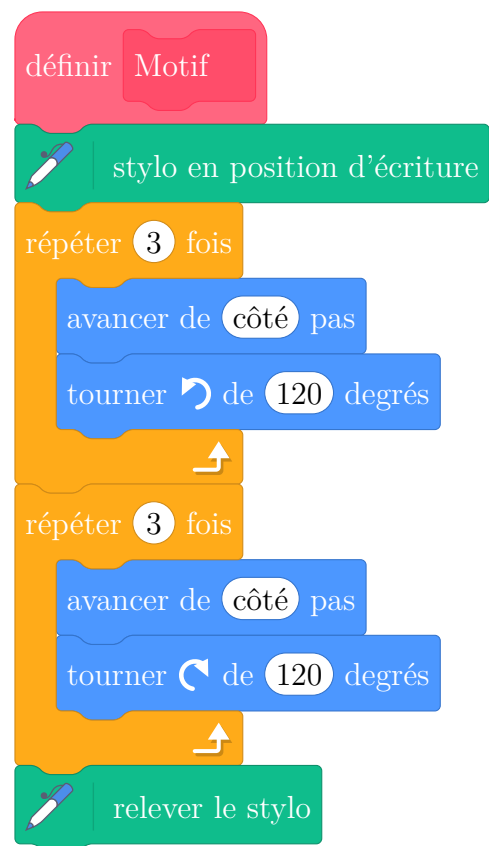 définir Motif
stylo en position d'écriture
répéter 3 fois
avancer de côté pas
tourner de 120 degrés
répéter 3 fois
avancer de côté pas
tourner de 120 degrés
relever le stylo